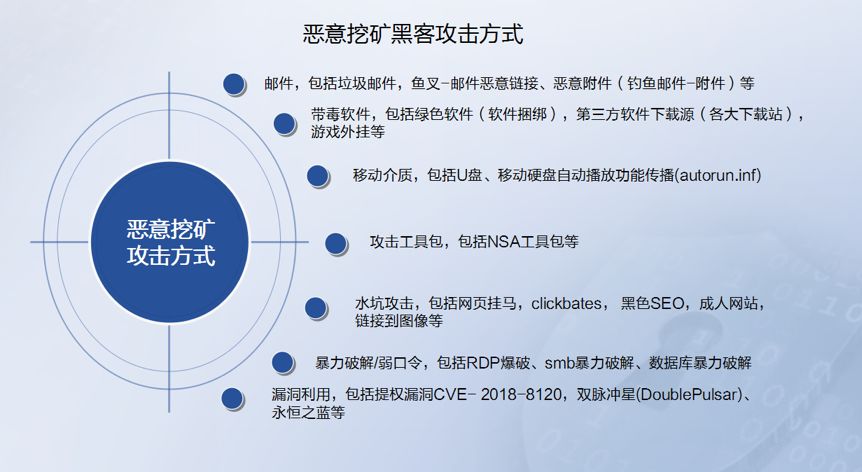 恶意挖矿黑客攻击方式
邮件，包括垃圾邮件，鱼叉-邮件恶意链接、恶意附件（钓鱼邮件-附件）等
带毒软件，包括绿色软件（软件捆绑），第三方软件下载源（各大下载站），
游戏外挂等
移动介质，包括U盘、移动硬盘自动播放功能传播(autorun.inf)
恶意挖矿
攻击方式
攻击工具包，包括NSA工具包等
水坑攻击，包括网页挂马，clickbates， 黑色SEO，成人网站，
链接到图像等
暴力破解/弱口令，包括RDP爆破、smb暴力破解、数据库暴力破解
漏洞利用，包括提权漏洞CVE- 2018-8120，双脉冲星(DoublePulsar)、
永恒之蓝等